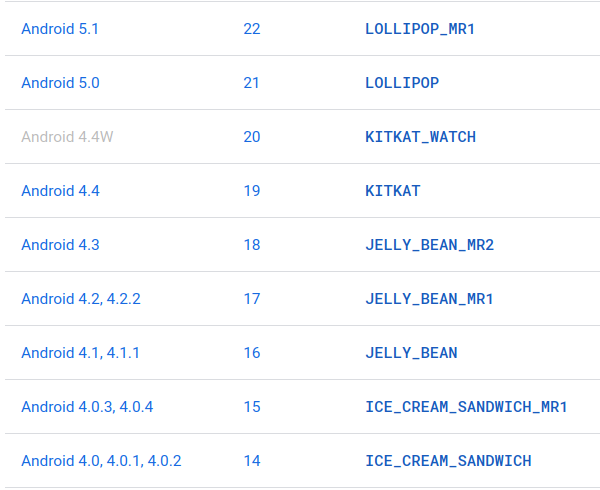 Android 5.1 22 LOLLIPOP_MR1
Android 5.0 21 LOLLIPOP
Android 4.4W 20 KITKAT_WATCH
Android 4.4 19 KITKAT
Android 4.3 18 JELLY_BEAN_MR2
Android 4.2, 4.2.2 17 JELLY_BEAN_MR1
Android 4.1, 4.1.1 16 JELLY_BEAN
Android 4.0.3, 4.0.4 15 ICE_CREAM_SANDWICH_MR1
Android 4.0, 4.0.1, 4.0.2 14 ICE_CREAM_SANDWICH